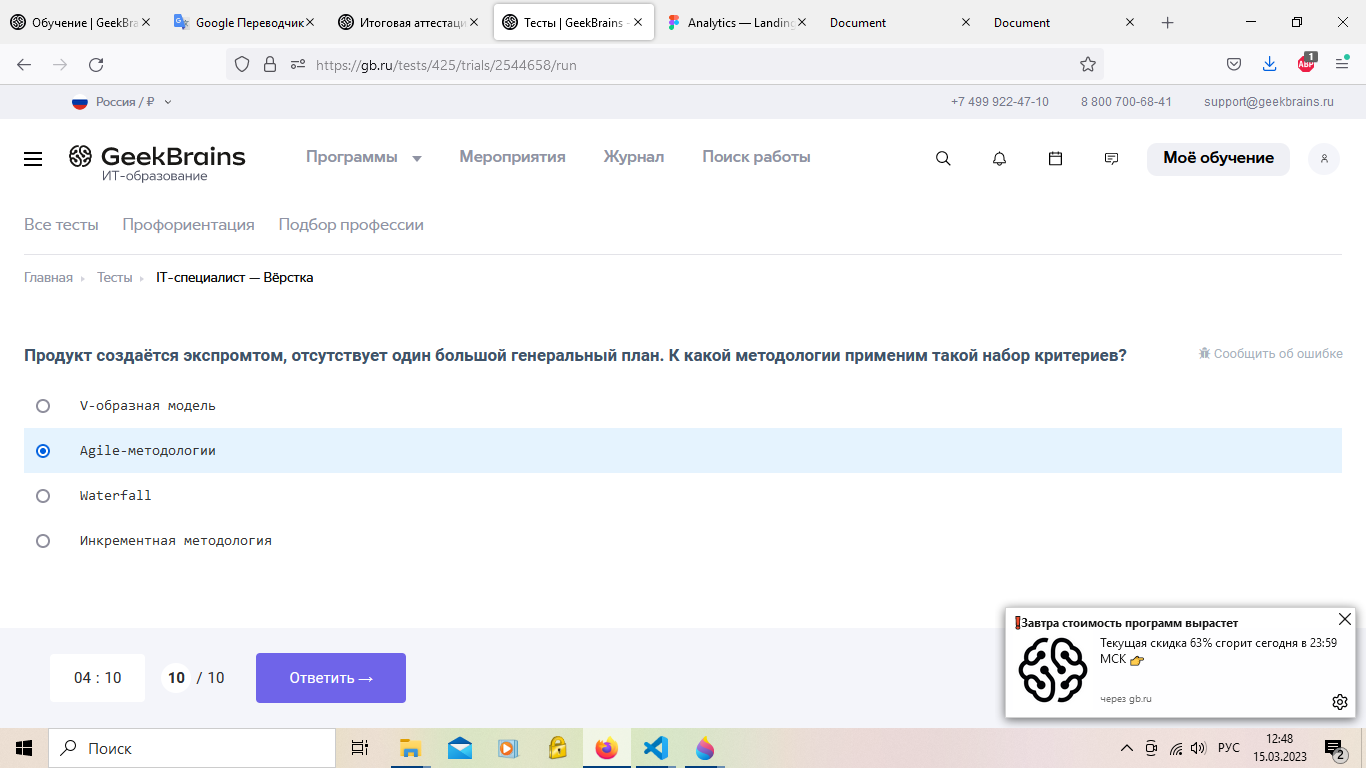 Обучение | GeekBra
Google Переводчик
Итоговая аттестаци
Тесты | GeekBrains -
Analytics — Landing
Document
Document
https://gb.ru/tests/425/trials/2544658/run
ABP
1
Россия / ₽
+7 499 922-47-10
8 800 700-68-41
support@geekbrains.ru
GeekBrains
ИТ-образование
Программы
Мероприятия
Журнал
Поиск работы
Моё обучение
Все тесты
Профориентация
Подбор профессии
Главная
Тесты
IT-специалист — Вёрстка
Продукт создаётся экспромтом, отсутствует один большой генеральный план. К какой методологии применим такой набор критериев?
Сообщить об ошибке
V-образная модель
Agile-методологии
Waterfall
Инкрементная методология
04 : 10
10 / 10
Ответить →
❗Завтра стоимость программ вырастет
Текущая скидка 63% сгорит сегодня в 23:59
МСК 👉
через gb.ru
Поиск
РУС
12:48
15.03.2023
2